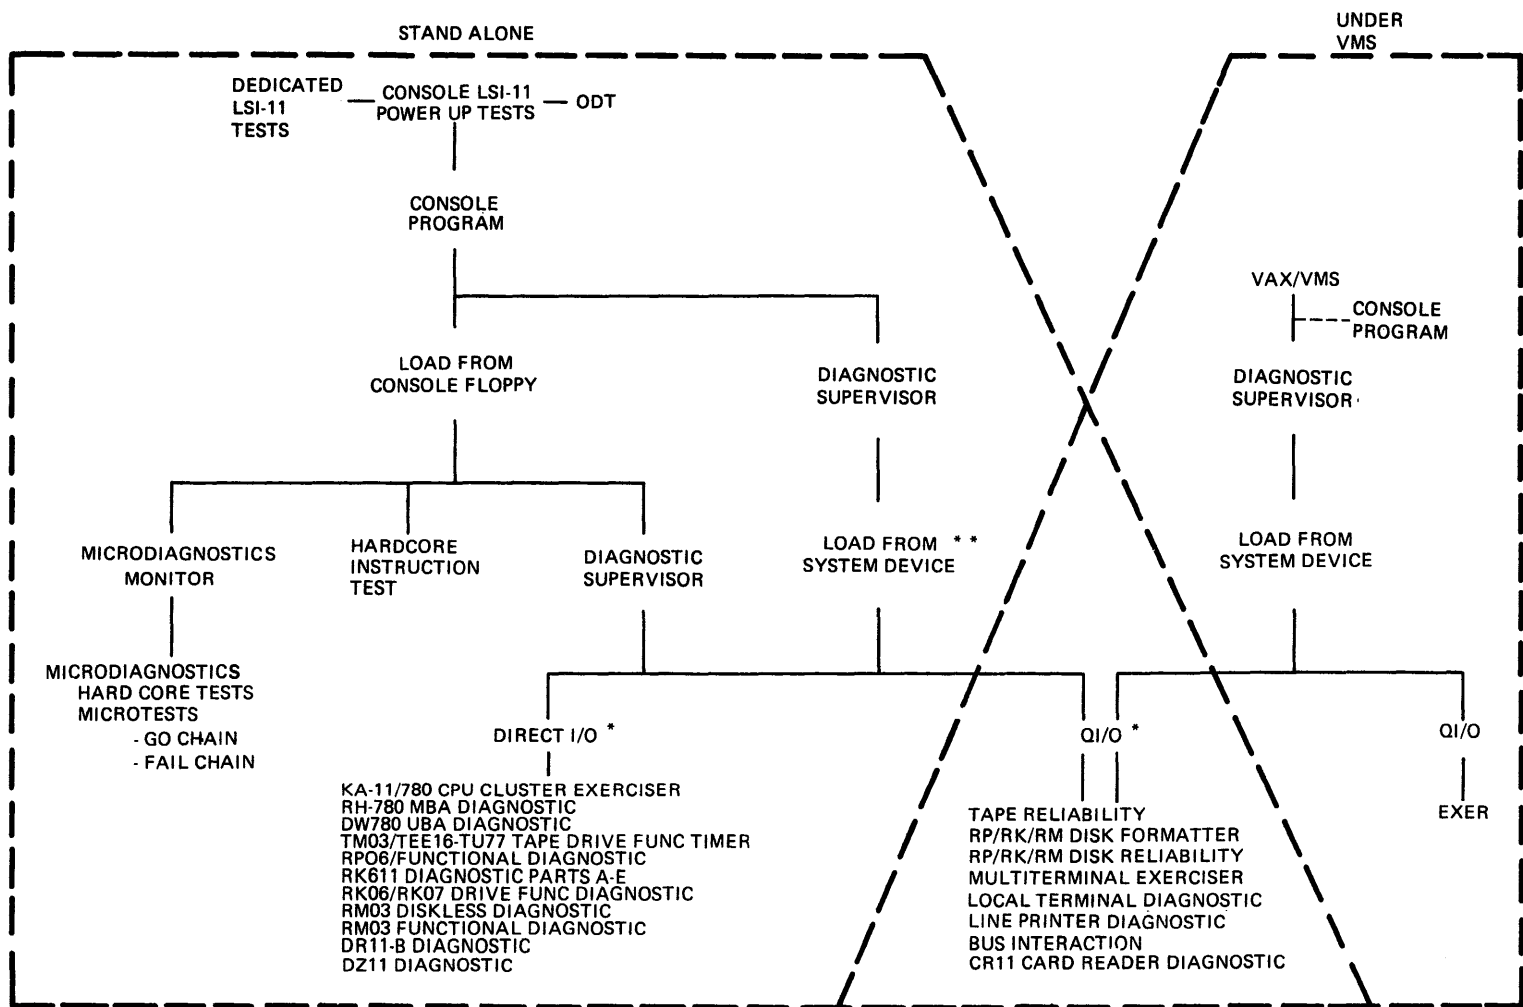 STAND ALONE
UNDER
VMS
DEDICATED
LSI-11
TESTS
CONSOLE LSI-11
POWER UP TESTS
ODT
CONSOLE
PROGRAM
VAX/VMS
CONSOLE
PROGRAM
LOAD FROM
CONSOLE FLOPPY
DIAGNOSTIC
SUPERVISOR
DIAGNOSTIC
SUPERVISOR
MICRODIAGNOSTICS
MONITOR
HARDCORE
INSTRUCTION
TEST
DIAGNOSTIC
SUPERVISOR
LOAD FROM **
SYSTEM DEVICE
LOAD FROM
SYSTEM DEVICE
MICRODIAGNOSTICS
HARD CORE TESTS
MICROTESTS
- GO CHAIN
- FAIL CHAIN
DIRECT I/O *
QI/O *
QI/O
KA-11/780 CPU CLUSTER EXERCISER
RH-780 MBA DIAGNOSTIC
DW780 UBA DIAGNOSTIC
TM03/TEE16-TU77 TAPE DRIVE FUNC TIMER
RPO6/FUNCTIONAL DIAGNOSTIC
RK611 DIAGNOSTIC PARTS A-E
RK06/RK07 DRIVE FUNC DIAGNOSTIC
RM03 DISKLESS DIAGNOSTIC
RM03 FUNCTIONAL DIAGNOSTIC
DR11-B DIAGNOSTIC
DZ11 DIAGNOSTIC
TAPE RELIABILITY
RP/RK/RM DISK FORMATTER
RP/RK/RM DISK RELIABILITY
MULTITERMINAL EXERCISER
LOCAL TERMINAL DIAGNOSTIC
LINE PRINTER DIAGNOSTIC
BUS INTERACTION
CR11 CARD READER DIAGNOSTIC
EXER